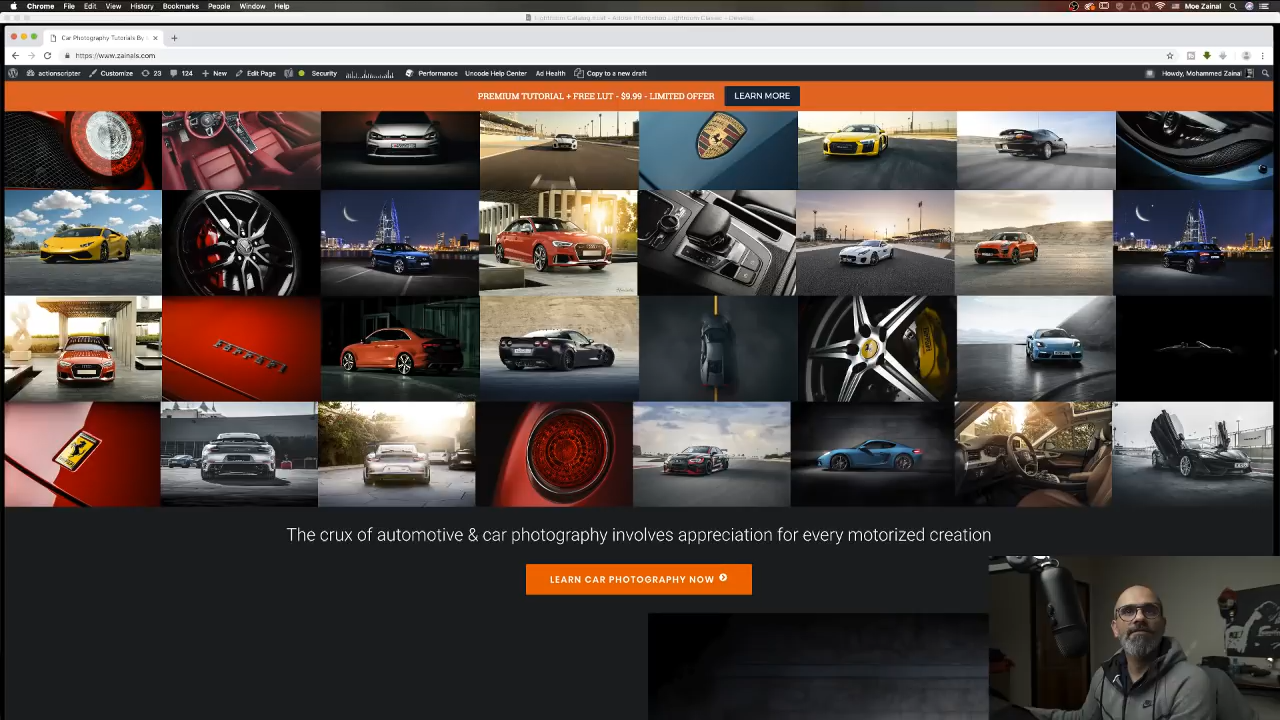 Chrome File Edit View History Bookmarks People Window Help Moe Zainal
Lightroom Catalog.lrcat - Adobe Photoshop Lightroom Classic - Develop
Car Photography Tutorials By
https://www.zainals.com
actionscripter Customize 23 124 New Edit Page Security Performance Uncode Help Center Ad Health Copy to a new draft Howdy, Mohammed Zainal
PREMIUM TUTORIAL + FREE LUT - $9.99 - LIMITED OFFER LEARN MORE
The crux of automotive & car photography involves appreciation for every motorized creation
LEARN CAR PHOTOGRAPHY NOW